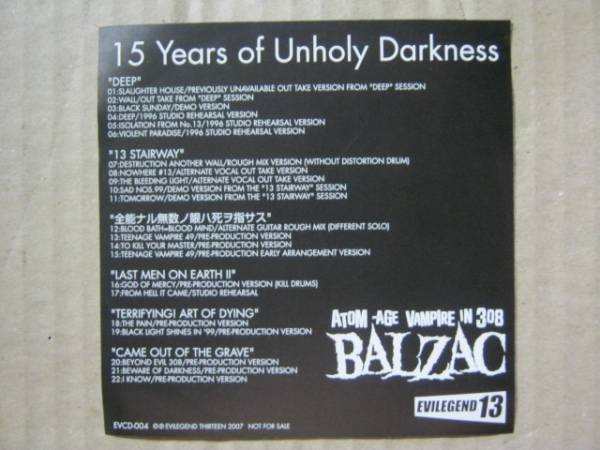 15 Years of Unholy Darkness
"DEEP"
01:SLAUGHTER HOUSE/PREVIOUSLY UNAVAILABLE OUT TAKE VERSION FROM "DEEP" SESSION
02:WALL/OUT TAKE FROM "DEEP" SESSION
03:BLACK SUNDAY/DEMO VERSION
04:DEEP/1996 STUDIO REHEARSAL VERSION
05:ISOLATION FROM No.13/1996 STUDIO REHEARSAL VERSION
06:VIOLENT PARADISE/1996 STUDIO REHEARSAL VERSION
"13 STAIRWAY"
07:DESTRUCTION ANOTHER WALL/ROUGH MIX VERSION (WITHOUT DISTORTION DRUM)
08:NOWHERE #13/ALTERNATE VOCAL OUT TAKE VERSION
09:THE BLEEDING LIGHT/ALTERNATE VOCAL OUT TAKE VERSION
10:SAD NOS.99/DEMO VERSION FROM THE "13 STAIRWAY" SESSION
11:TOMORROW/DEMO VERSION FROM THE "13 STAIRWAY" SESSION
"全能ナル無数ノ眼ハ死ヲ指サス"
12:BLOOD BATH=BLOOD MIND/ALTERNATE GUITAR ROUGH MIX (DIFFERENT SOLO)
13:TEENAGE VAMPIRE 49/PRE-PRODUCTION VERSION
14:TO KILL YOUR MASTER/PRE-PRODUCTION VERSION
15:TEENAGE VAMPIRE 49/PRE-PRODUCTION EARLY ARRANGEMENT VERSION
"LAST MEN ON EARTH II"
16:GOD OF MERCY/PRE-PRODUCTION VERSION (KILL DRUMS)
17:FROM HELL IT CAME/STUDIO REHEARSAL
"TERRIFYING! ART OF DYING"
18:THE PAIN/PRE-PRODUCTION VERSION
19:BLACK LIGHT SHINES IN '99/PRE-PRODUCTION VERSION
"CAME OUT OF THE GRAVE"
20:BEYOND EVIL 308/PRE-PRODUCTION VERSION
21:BEWARE OF DARKNESS/PRE-PRODUCTION VERSION
22:I KNOW/PRE-PRODUCTION VERSION
ATOM-AGE VAMPIRE IN 308
BALZAC
EVILEGEND 13
EVCD-004 ©℗ EVILEGEND THIRTEEN 2007 NOT FOR SALE